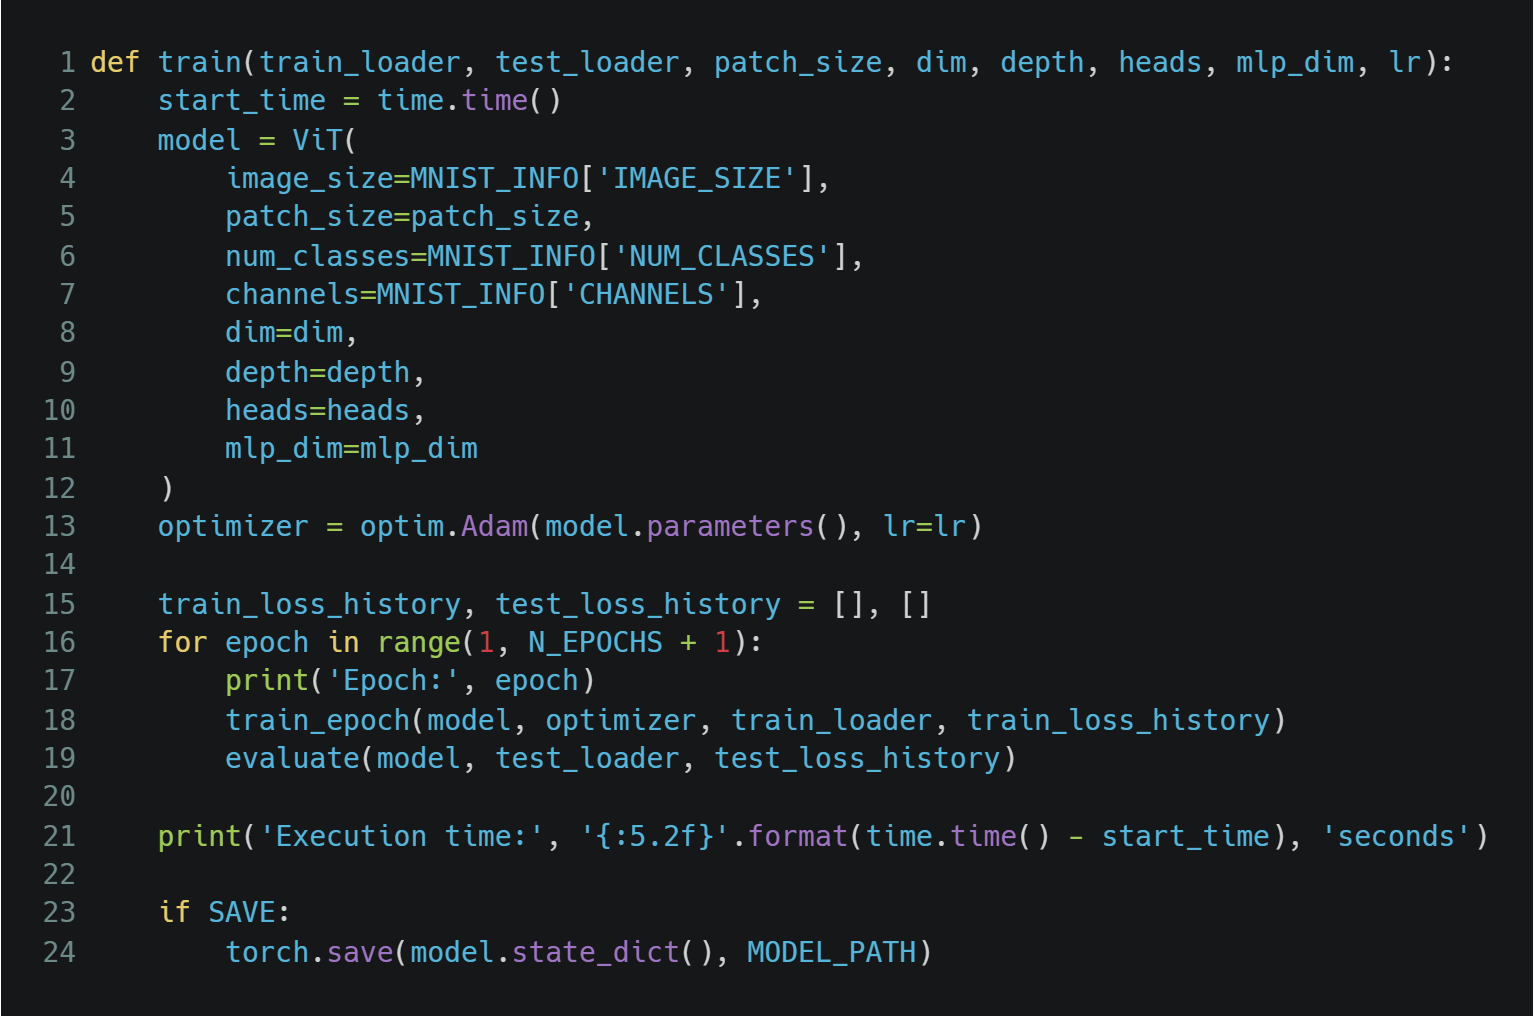 1 def train(train_loader, test_loader, patch_size, dim, depth, heads, mlp_dim, lr):
2     start_time = time.time()
3     model = ViT(
4         image_size=MNIST_INFO['IMAGE_SIZE'],
5         patch_size=patch_size,
6         num_classes=MNIST_INFO['NUM_CLASSES'],
7         channels=MNIST_INFO['CHANNELS'],
8         dim=dim,
9         depth=depth,
10         heads=heads,
11         mlp_dim=mlp_dim
12     )
13     optimizer = optim.Adam(model.parameters(), lr=lr)
14
15     train_loss_history, test_loss_history = [], []
16     for epoch in range(1, N_EPOCHS + 1):
17         print('Epoch:', epoch)
18         train_epoch(model, optimizer, train_loader, train_loss_history)
19         evaluate(model, test_loader, test_loss_history)
20
21     print('Execution time:', '{:5.2f}'.format(time.time() - start_time), 'seconds')
22
23     if SAVE:
24         torch.save(model.state_dict(), MODEL_PATH)